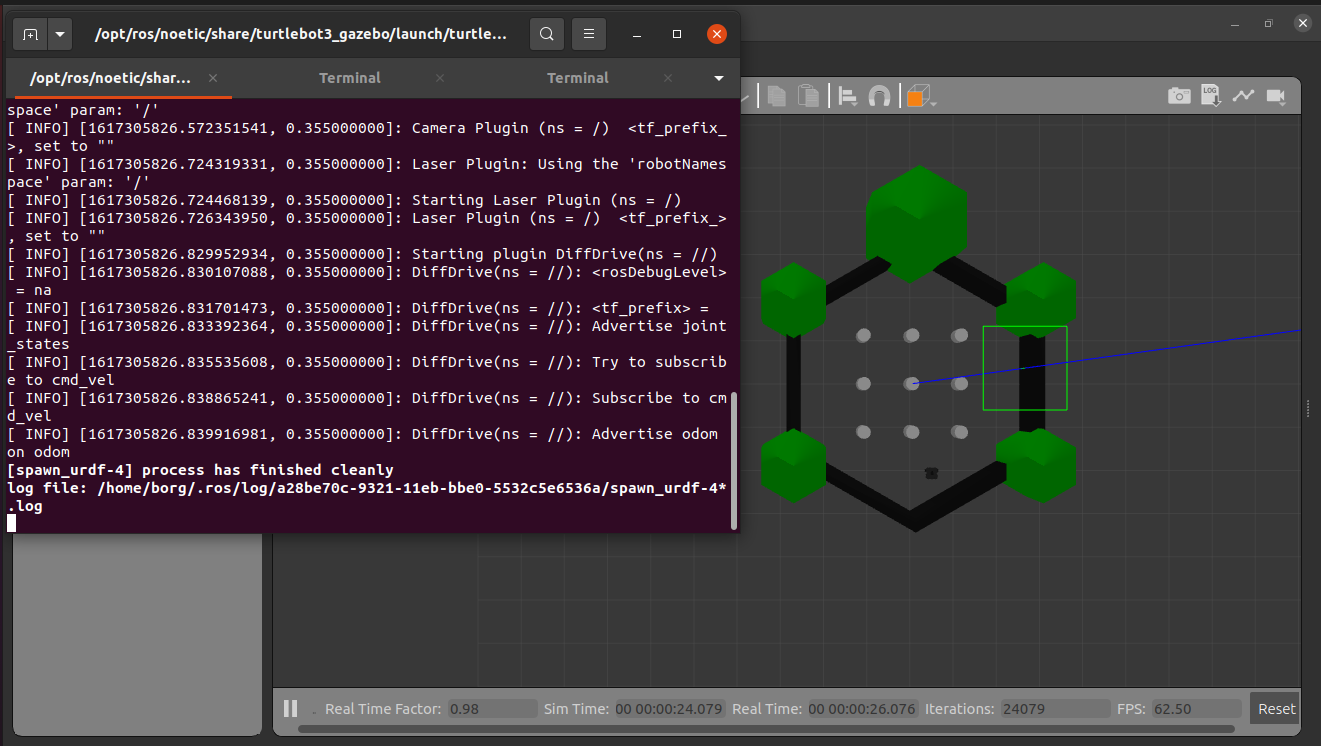 /opt/ros/noetic/share/turtlebot3_gazebo/launch/turtle...
/opt/ros/noetic/shar...
Terminal
Terminal
space' param: '/'
[ INFO] [1617305826.572351541, 0.355000000]: Camera Plugin (ns = /)  <tf_prefix_
>, set to ""
[ INFO] [1617305826.724319331, 0.355000000]: Laser Plugin: Using the 'robotNames
pace' param: '/'
[ INFO] [1617305826.724468139, 0.355000000]: Starting Laser Plugin (ns = /)
[ INFO] [1617305826.726343950, 0.355000000]: Laser Plugin (ns = /)  <tf_prefix_>
, set to ""
[ INFO] [1617305826.829952934, 0.355000000]: Starting plugin DiffDrive(ns = //)
[ INFO] [1617305826.830107088, 0.355000000]: DiffDrive(ns = //): <rosDebugLevel>
= na
[ INFO] [1617305826.831701473, 0.355000000]: DiffDrive(ns = //): <tf_prefix> =
[ INFO] [1617305826.833392364, 0.355000000]: DiffDrive(ns = //): Advertise joint
_states
[ INFO] [1617305826.835535608, 0.355000000]: DiffDrive(ns = //): Try to subscrib
e to cmd_vel
[ INFO] [1617305826.838865241, 0.355000000]: DiffDrive(ns = //): Subscribe to cm
d_vel
[ INFO] [1617305826.839916981, 0.355000000]: DiffDrive(ns = //): Advertise odom
on odom
[spawn_urdf-4] process has finished cleanly
log file: /home/borg/.ros/log/a28be70c-9321-11eb-bbe0-5532c5e6536a/spawn_urdf-4*
.log
LOG
Real Time Factor: 0.98 Sim Time: 00 00:00:24.079 Real Time: 00 00:00:26.076 Iterations: 24079 FPS: 62.50 Reset